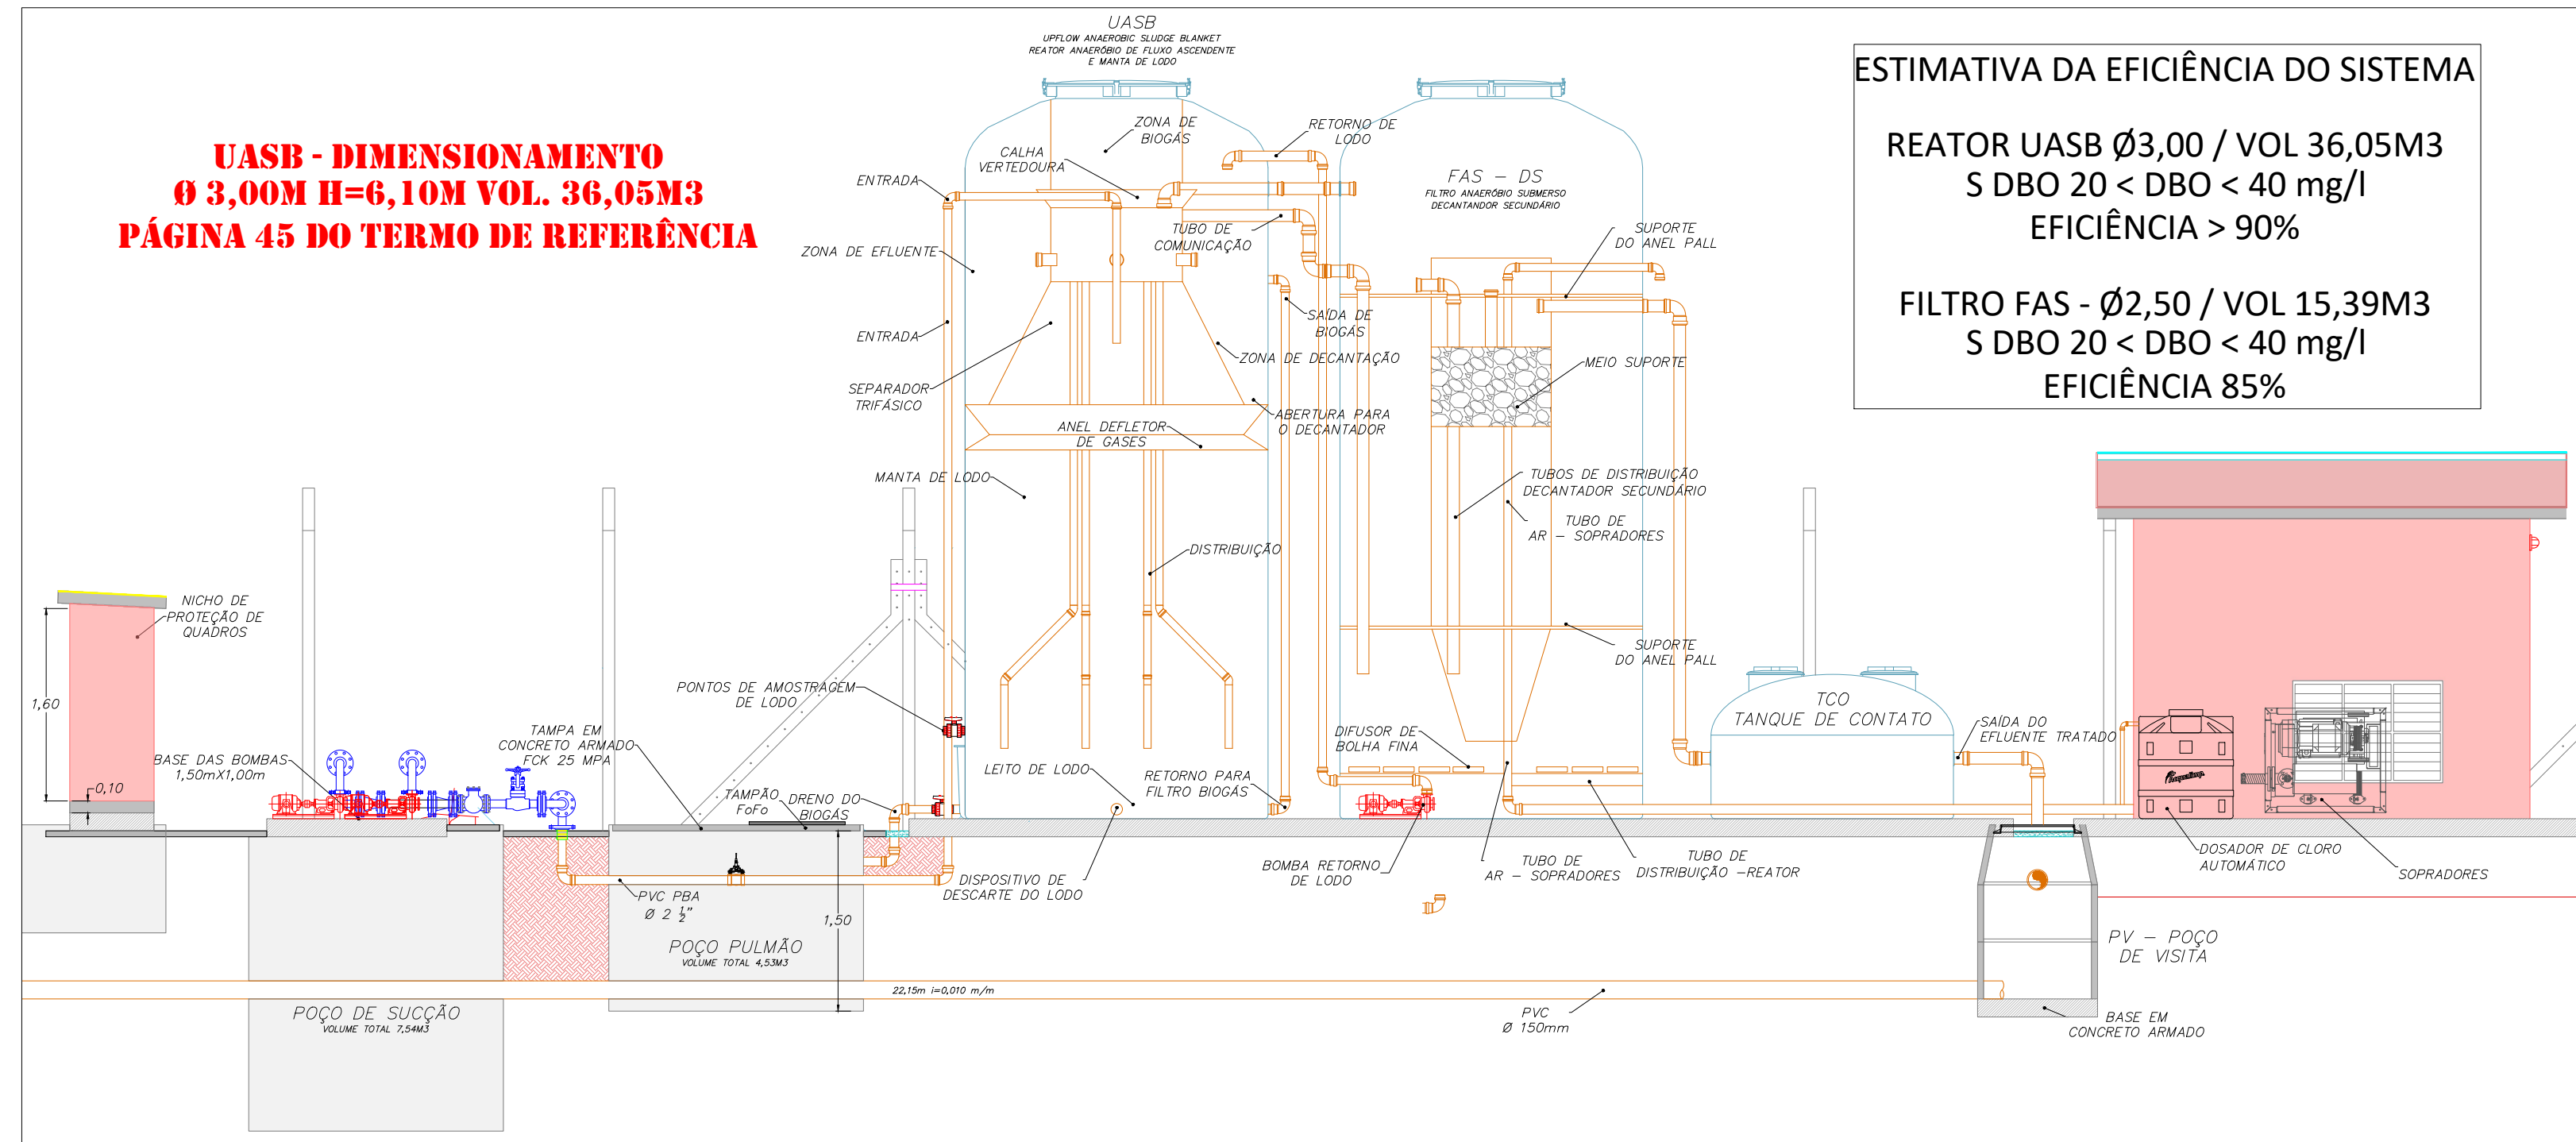 UASB
UPFLOW ANAEROBIC SLUDGE BLANKET
REATOR ANAERÓBIO DE FLUXO ASCENDENTE
E MANTA DE LODO
ESTIMATIVA DA EFICIÊNCIA DO SISTEMA
REATOR UASB Ø3,00 / VOL 36,05M3
S DBO 20 < DBO < 40 mg/l
EFICIÊNCIA > 90%
FILTRO FAS - Ø2,50 / VOL 15,39M3
S DBO 20 < DBO < 40 mg/l
EFICIÊNCIA 85%
UASB - DIMENSIONAMENTO
Ø 3,00M H=6,10M VOL. 36,05M3
PÁGINA 45 DO TERMO DE REFERÊNCIA
ZONA DE
BIOGÁS
CALHA
VERTEDOURA
ENTRADA
RETORNO DE
LODO
FAS - DS
FILTRO ANAERÓBIO SUBMERSO
DECANTANDOR SECUNDÁRIO
TUBO DE
COMUNICAÇÃO
SUPORTE
DO ANEL PALL
ZONA DE EFLUENTE
ENTRADA
SAÍDA DE
BIOGÁS
ZONA DE DECANTAÇÃO
MEIO SUPORTE
SEPARADOR
TRIFÁSICO
ABERTURA PARA
O DECANTADOR
ANEL DEFLETOR
DE GASES
MANTA DE LODO
TUBOS DE DISTRIBUIÇÃO
DECANTADOR SECUNDÁRIO
TUBO DE
AR - SOPRADORES
DISTRIBUIÇÃO
NICHO DE
PROTEÇÃO DE
QUADROS
1,60
0,10
SUPORTE
DO ANEL PALL
PONTOS DE AMOSTRAGEM
DE LODO
TCO
TANQUE DE CONTATO
SAÍDA DO
EFLUENTE TRATADO
TAMPA EM
CONCRETO ARMADO
FCK 25 MPA
BASE DAS BOMBAS
1,50mX1,00m
DIFUSOR DE
BOLHA FINA
LEITO DE LODO
RETORNO PARA
FILTRO BIOGÁS
TAMPÃO
FoFo
DRENO DO
BIOGÁS
DOSADOR DE CLORO
AUTOMÁTICO
SOPRADORES
BOMBA RETORNO
DE LODO
TUBO DE
AR - SOPRADORES
TUBO DE
DISTRIBUIÇÃO -REATOR
DISPOSITIVO DE
DESCARTE DO LODO
PVC PBA
Ø 2 ½"
1,50
POÇO PULMÃO
VOLUME TOTAL 4,53M3
PV - POÇO
DE VISITA
22,15m i=0,010 m/m
POÇO DE SUCÇÃO
VOLUME TOTAL 7,54M3
PVC
Ø 150mm
BASE EM
CONCRETO ARMADO